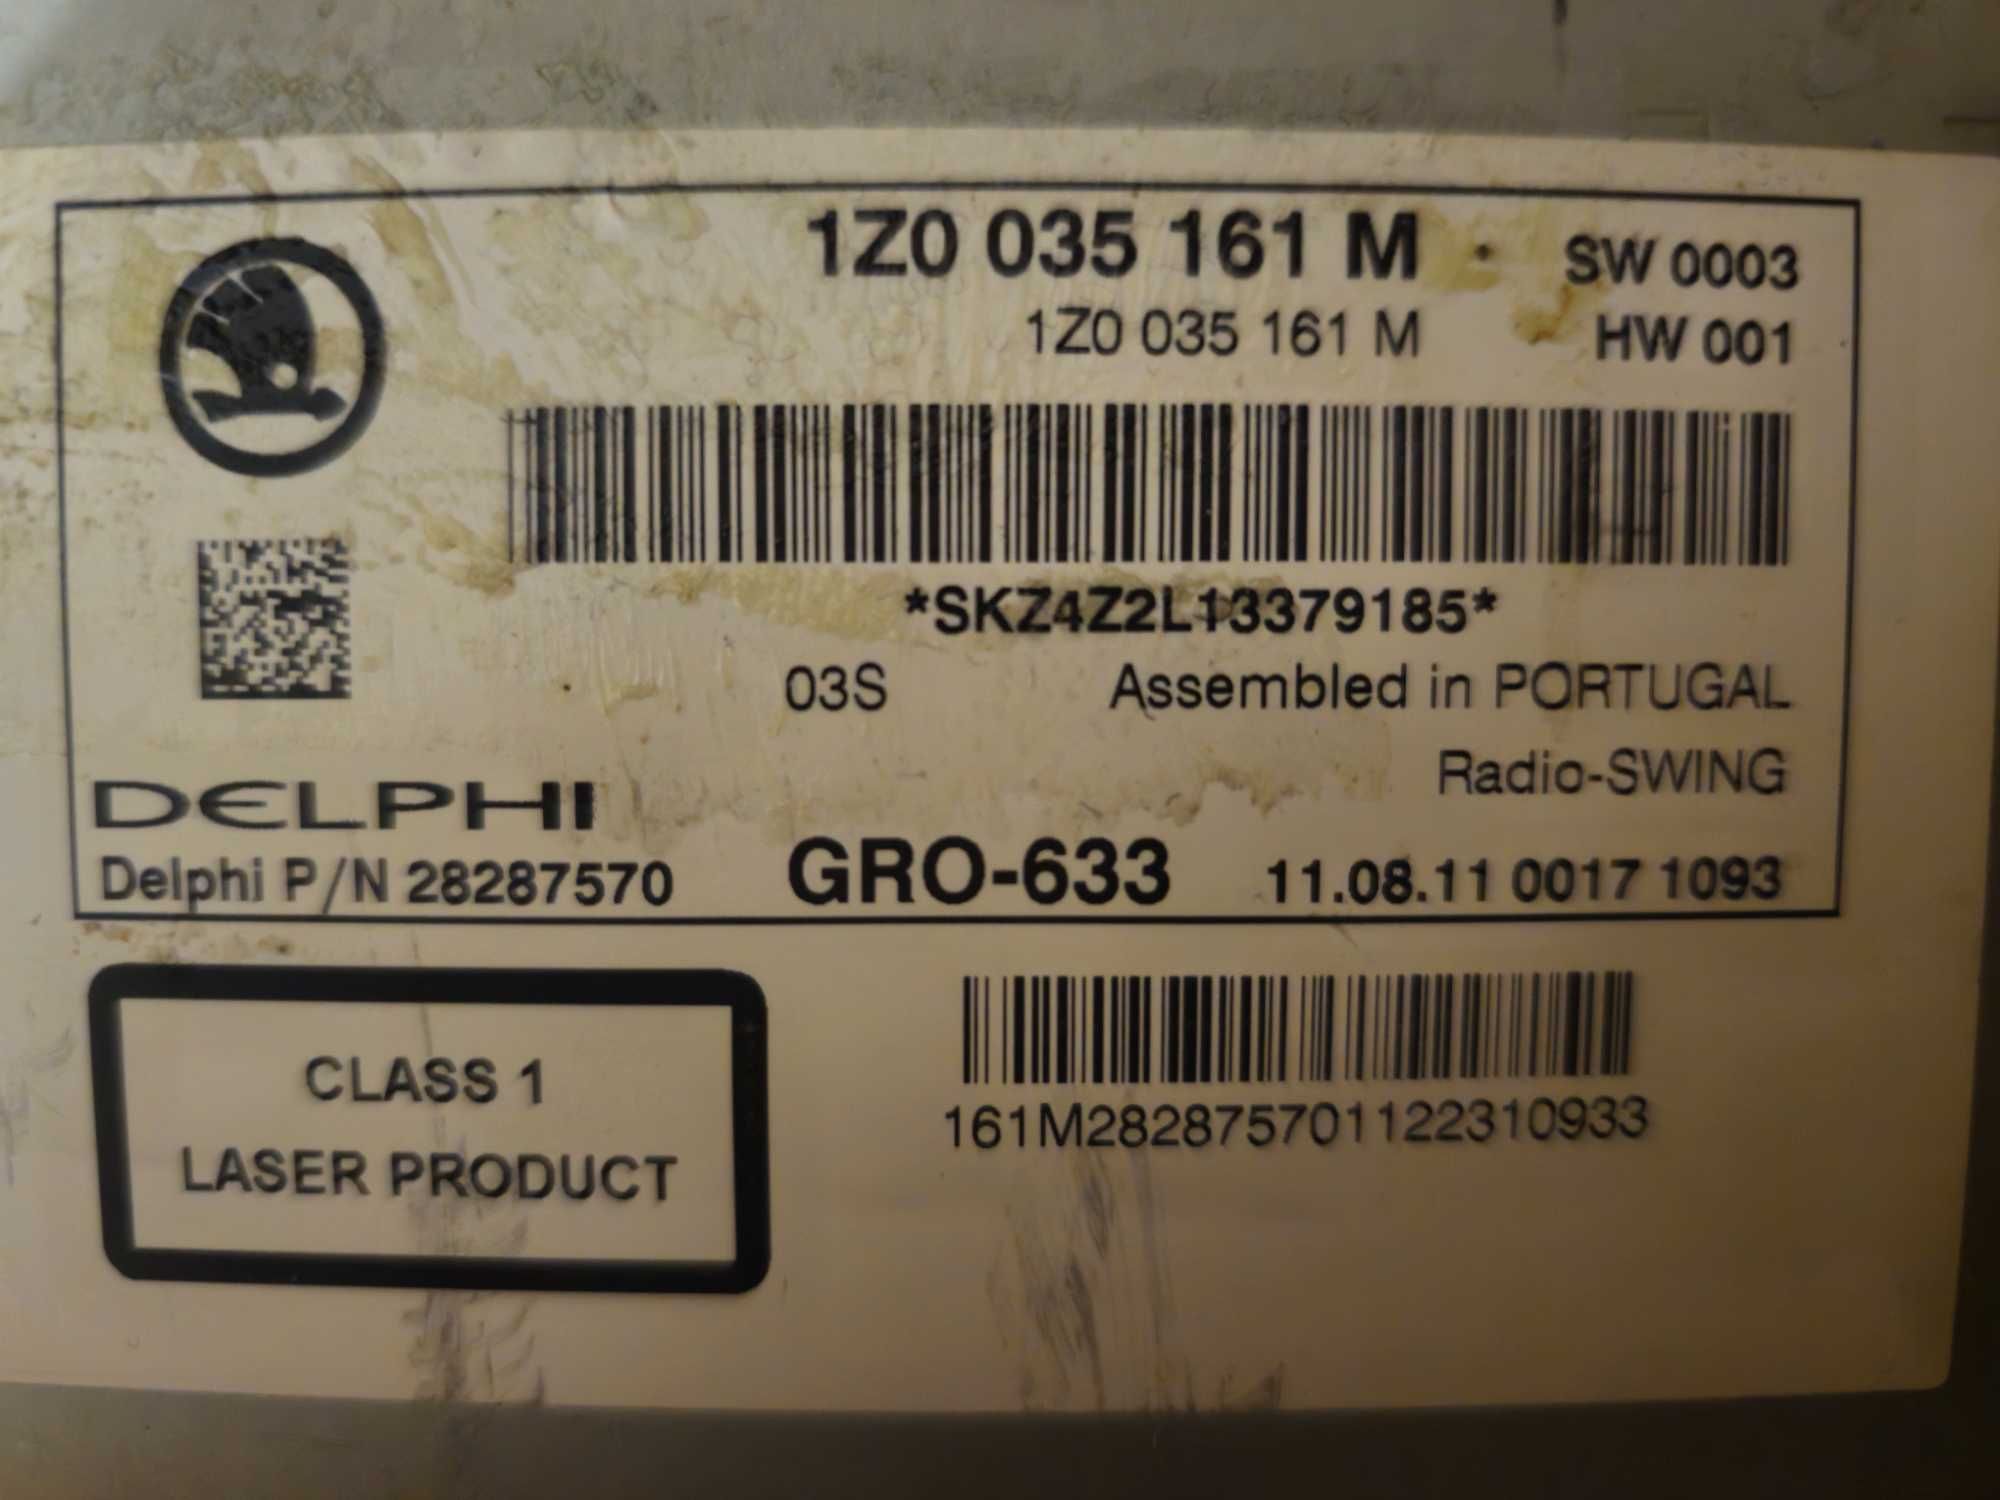 1Z0 035 161 M SW 0003
1Z0 035 161 M HW 001
*SKZ4Z2L13379185*
03S Assembled in PORTUGAL
Radio-SWING
DELPHI
Delphi P/N 28287570 GRO-633 11.08.11 0017 1093
CLASS 1
LASER PRODUCT
161M282875701122310933